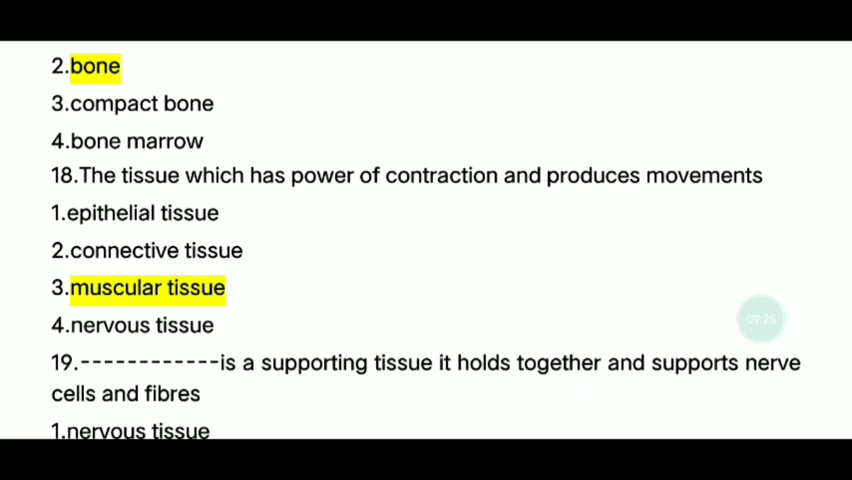 2.bone
3.compact bone
4.bone marrow
18.The tissue which has power of contraction and produces movements
1.epithelial tissue
2.connective tissue
3.muscular tissue
4.nervous tissue
09:25
19.------------is a supporting tissue it holds together and supports nerve
cells and fibres
1.nervous tissue